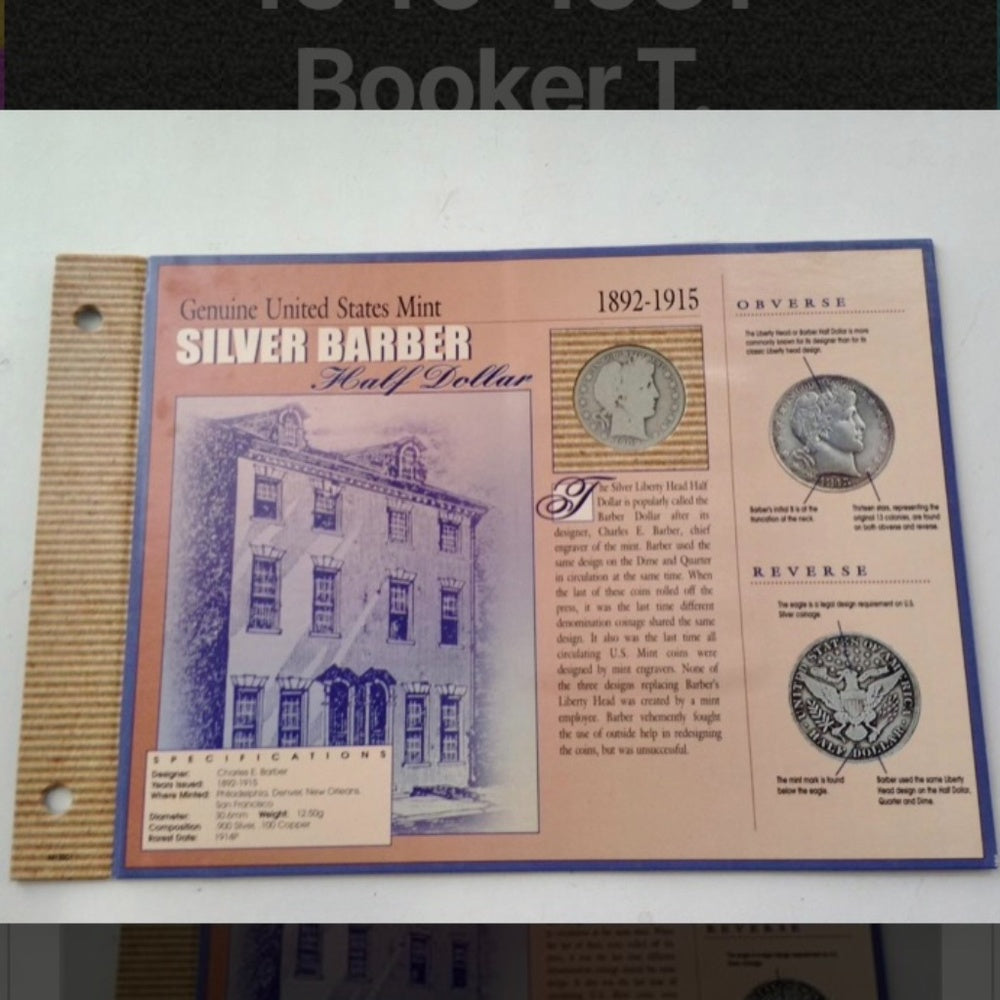 Booker T.
Genuine United States Mint
SILVER BARBER
Half Dollar
1892-1915
The Silver Liberty Head Half
Dollar is popularly called the
Barber Dollar after its
designer, Charles E. Barber, chief
engraver of the mint. Barber used the
same design on the Dime and Quarter
in circulation at the same time. When
the last of these coins rolled off the
press, it was the last time different
denomination coinage shared the same
design. It also was the last time all
circulating U.S. Mint coins were
designed by mint engravers. None of
the three designs replacing Barber's
Liberty Head was created by a mint
employee. Barber vehemently fought
the use of outside help in redesigning
the coins, but was unsuccessful.
SPECIFICATIONS
Designer: Charles E. Barber
Years Issued: 1892-1915
Where Minted: Philadelphia, Denver, New Orleans,
San Francisco
Diameter: 30.6mm Weight: 12.50g
Composition .900 Silver, .100 Copper
Rarest Date: 1914P
OBVERSE
The Liberty Head or Barber Half Dollar is more
commonly known for its designer than for its
classic Liberty head design.
Barber's initial B is at the
truncation of the neck.
Thirteen stars, representing the
original 13 colonies, are found
on both obverse and reverse.
REVERSE
The eagle is a legal design requirement on U.S.
Silver coinage.
UNITED STATES OF AMERICA
HALF DOLLAR
The mint mark is found
below the eagle.
Barber used the same Liberty
Head design on the Half Dollar,
Quarter and Dime.
REVERSE